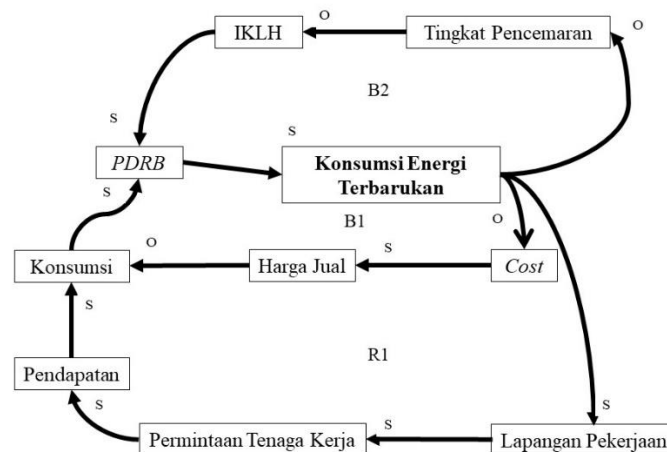 IKLH
O
Tingkat Pencemaran
O
B2
S
S
PDRB
S
Konsumsi Energi
Terbarukan
B1
O
S
Konsumsi
O
Harga Jual
Cost
S
R1
Pendapatan
S
S
S
Permintaan Tenaga Kerja
Lapangan Pekerjaan